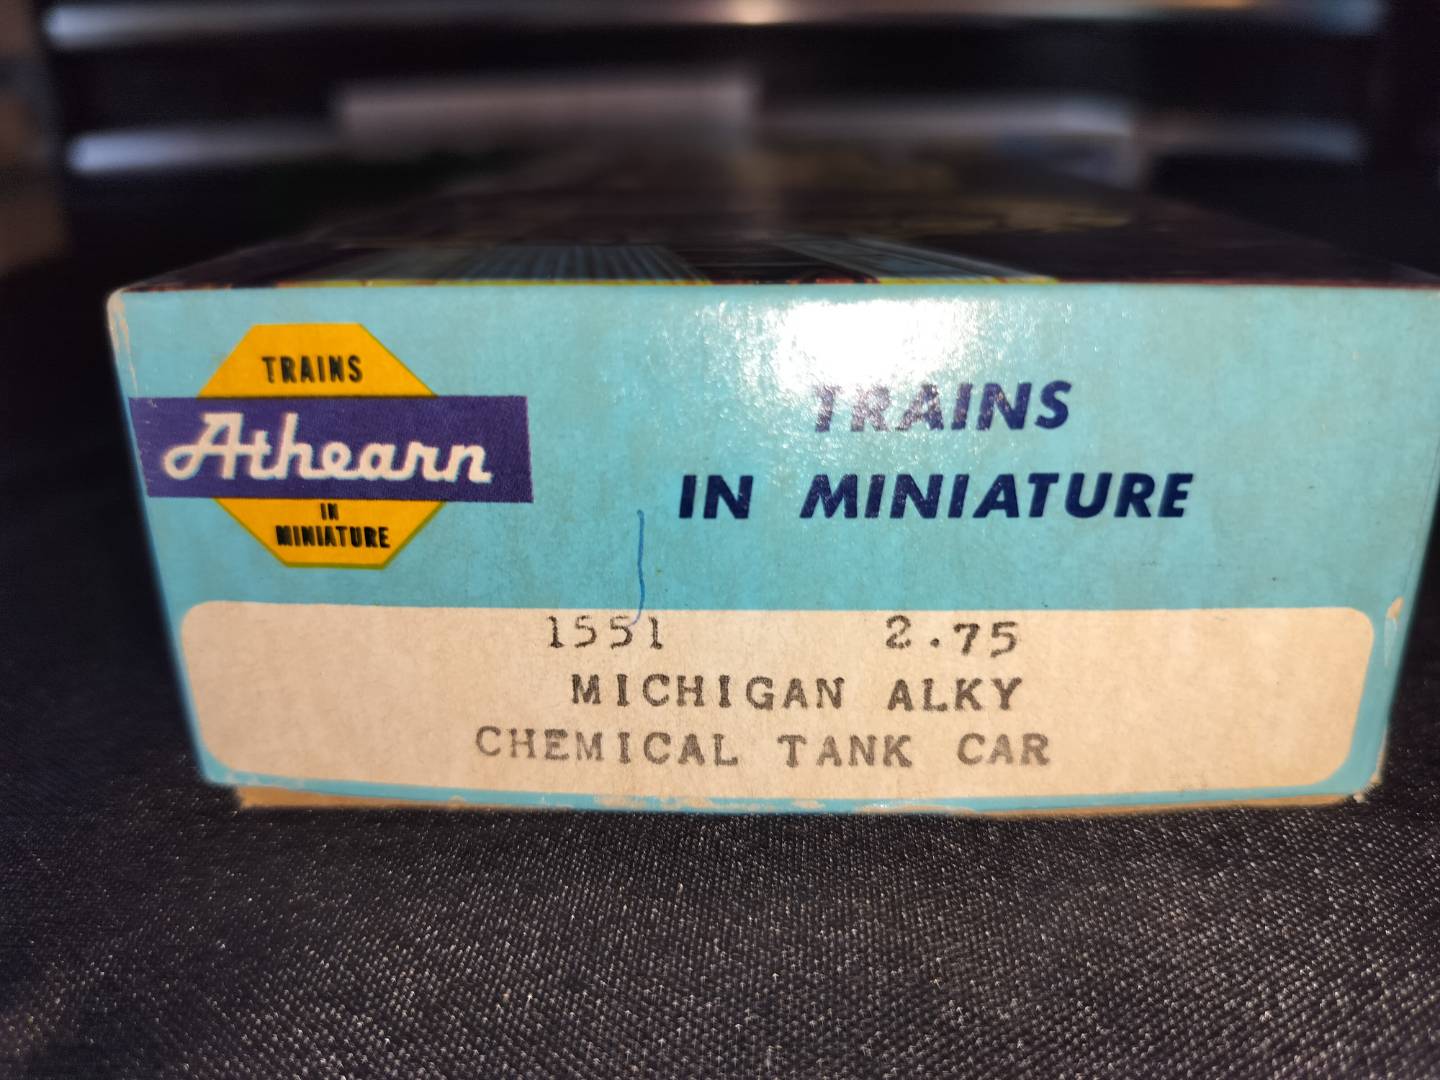 TRAINS
Athearn
IN
MINIATURE
TRAINS
IN MINIATURE
1551 2.75
MICHIGAN ALKY
CHEMICAL TANK CAR